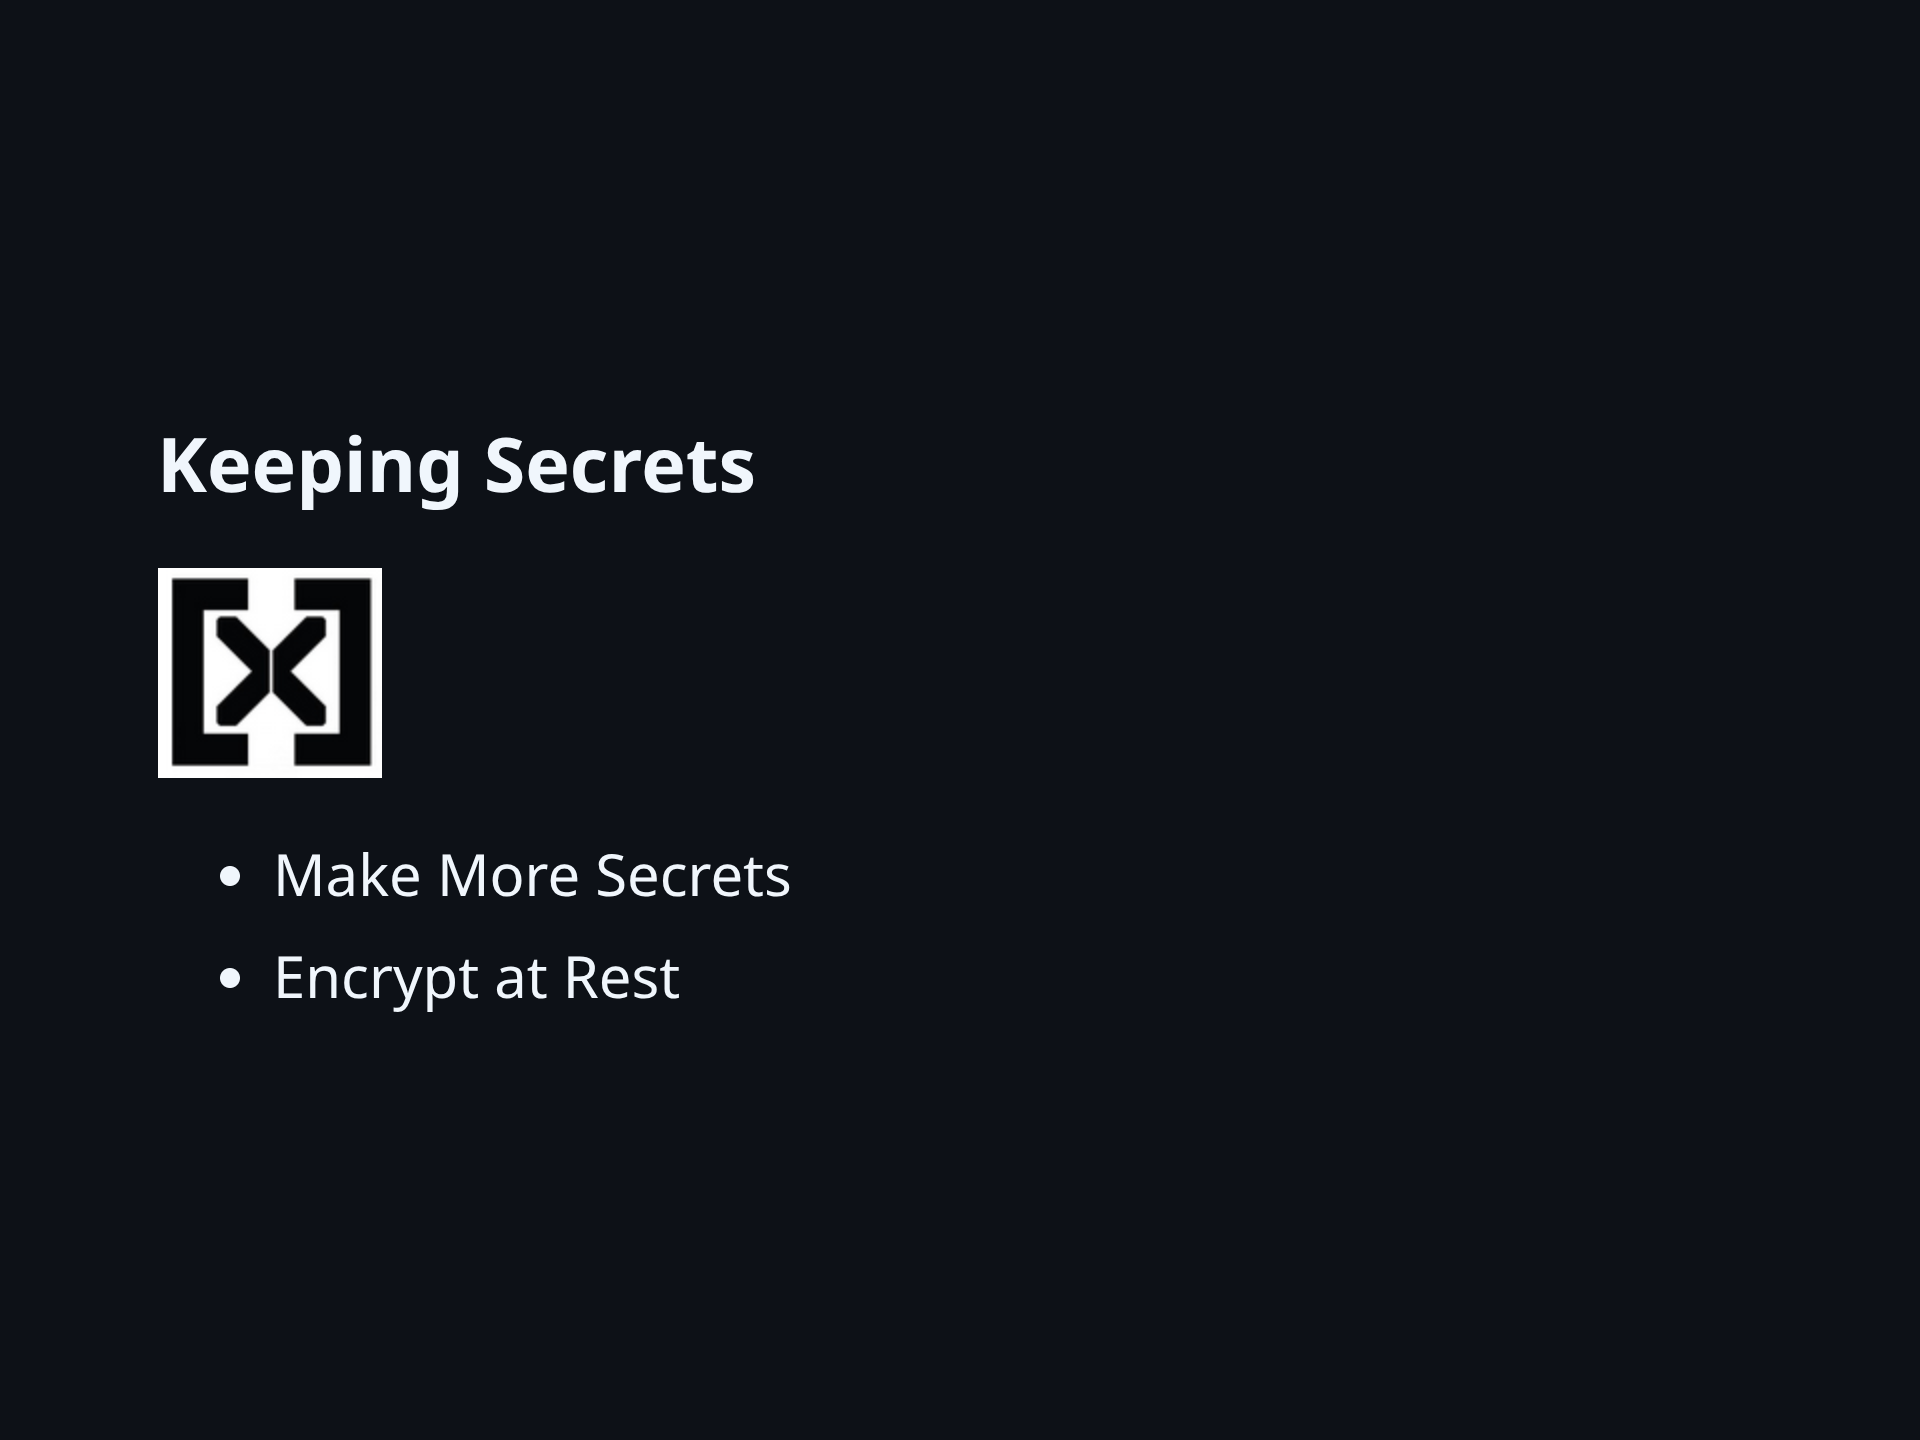 Keeping Secrets
[X]
Make More Secrets
Encrypt at Rest